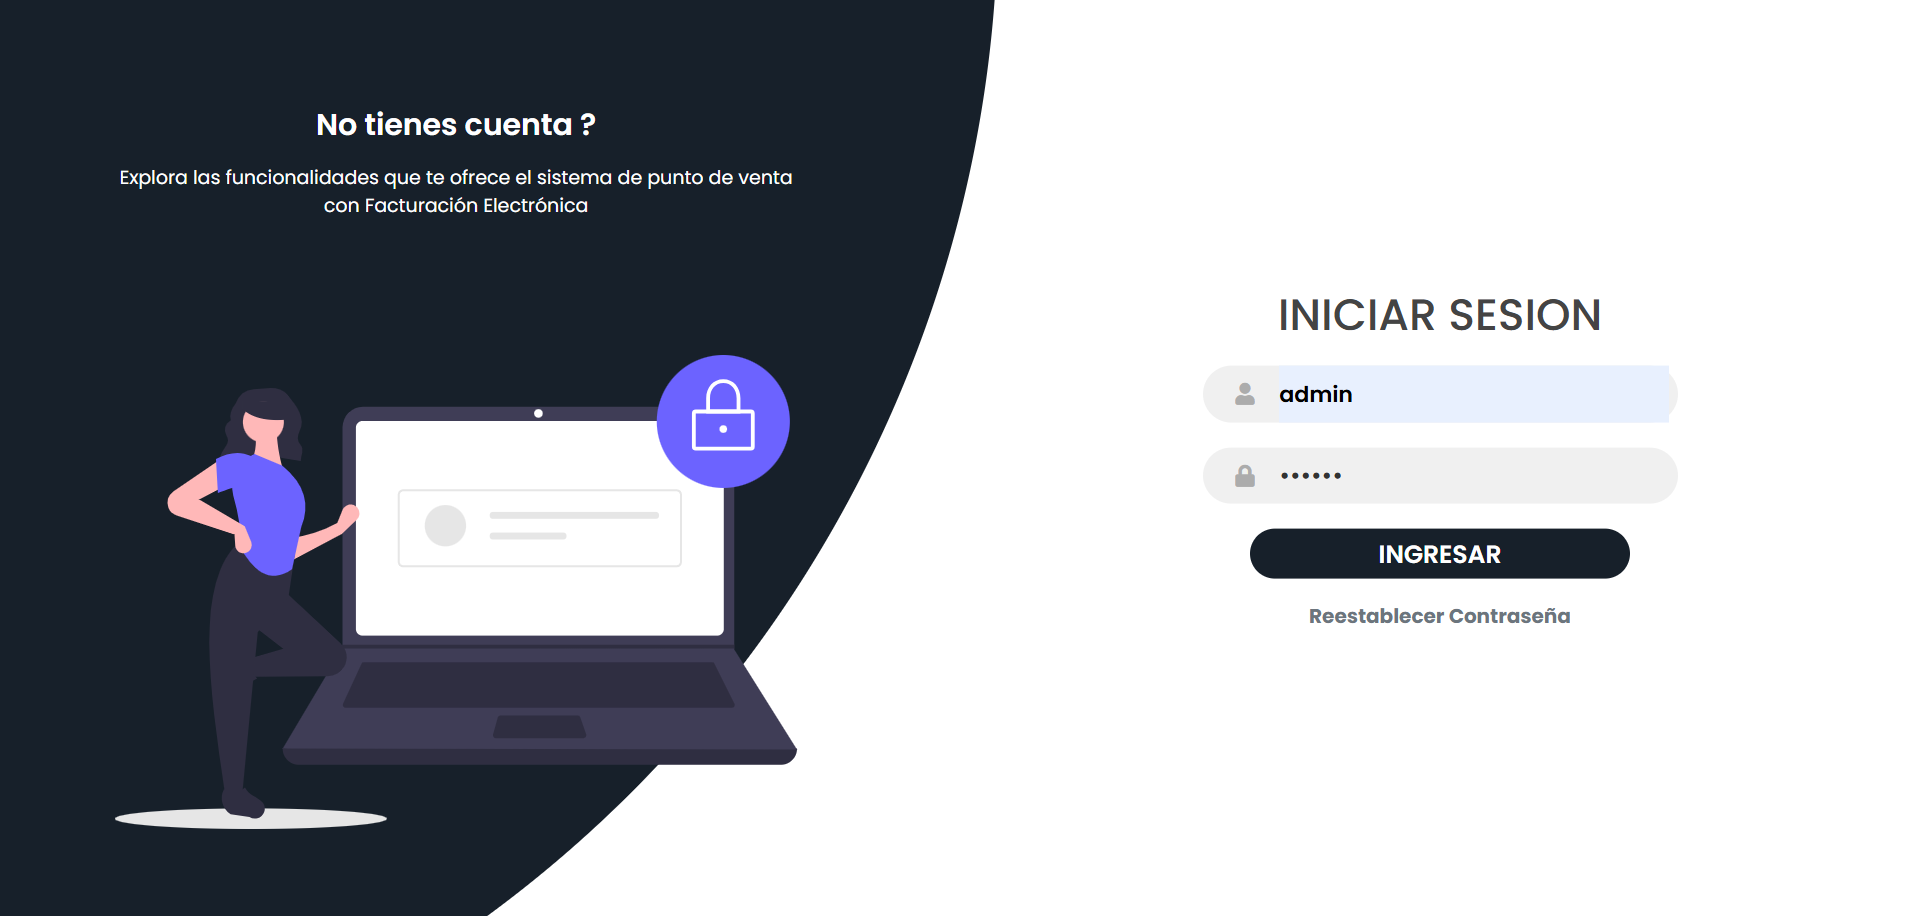 No tienes cuenta ?
Explora las funcionalidades que te ofrece el sistema de punto de venta
con Facturación Electrónica
INICIAR SESION
admin
••••••
INGRESAR
Reestablecer Contraseña